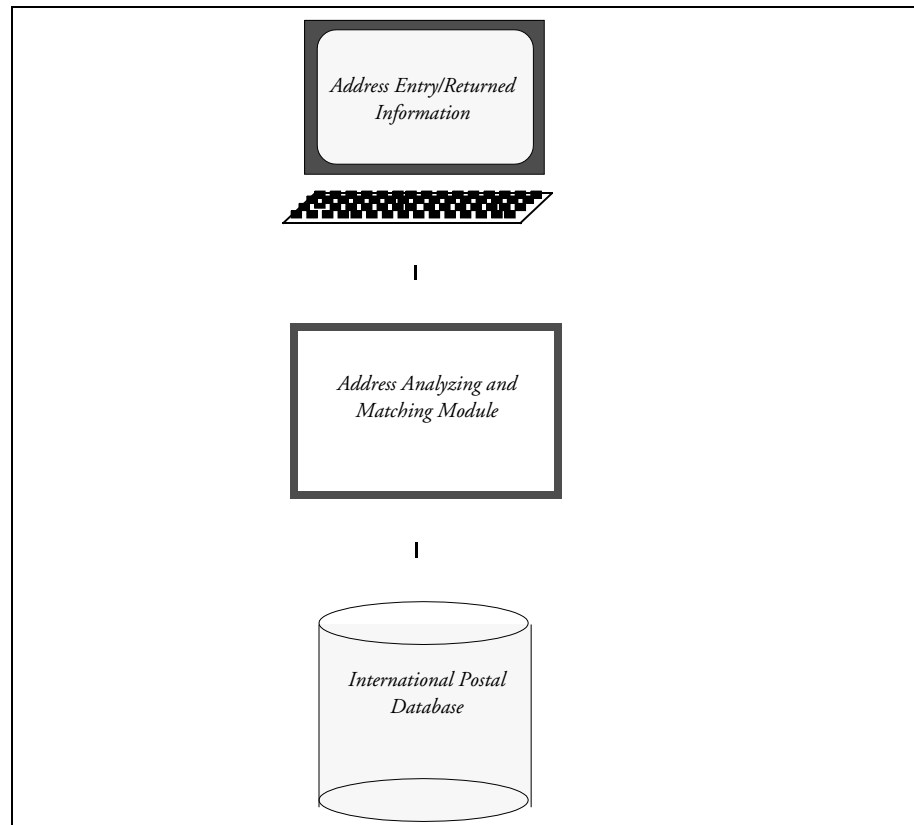 Address Entry/Returned
Information
Address Analyzing and
Matching Module
International Postal
Database